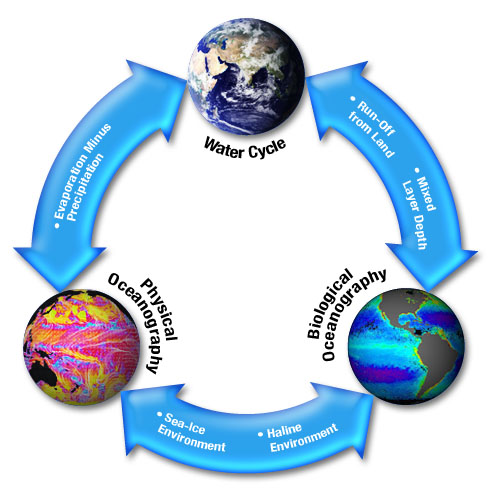 Water Cycle
• Evaporation Minus
Precipitation
• Run-Off
from Land
• Mixed
Layer Depth
Physical
Oceanography
Biological
Oceanography
• Sea-Ice
Environment
• Haline
Environment